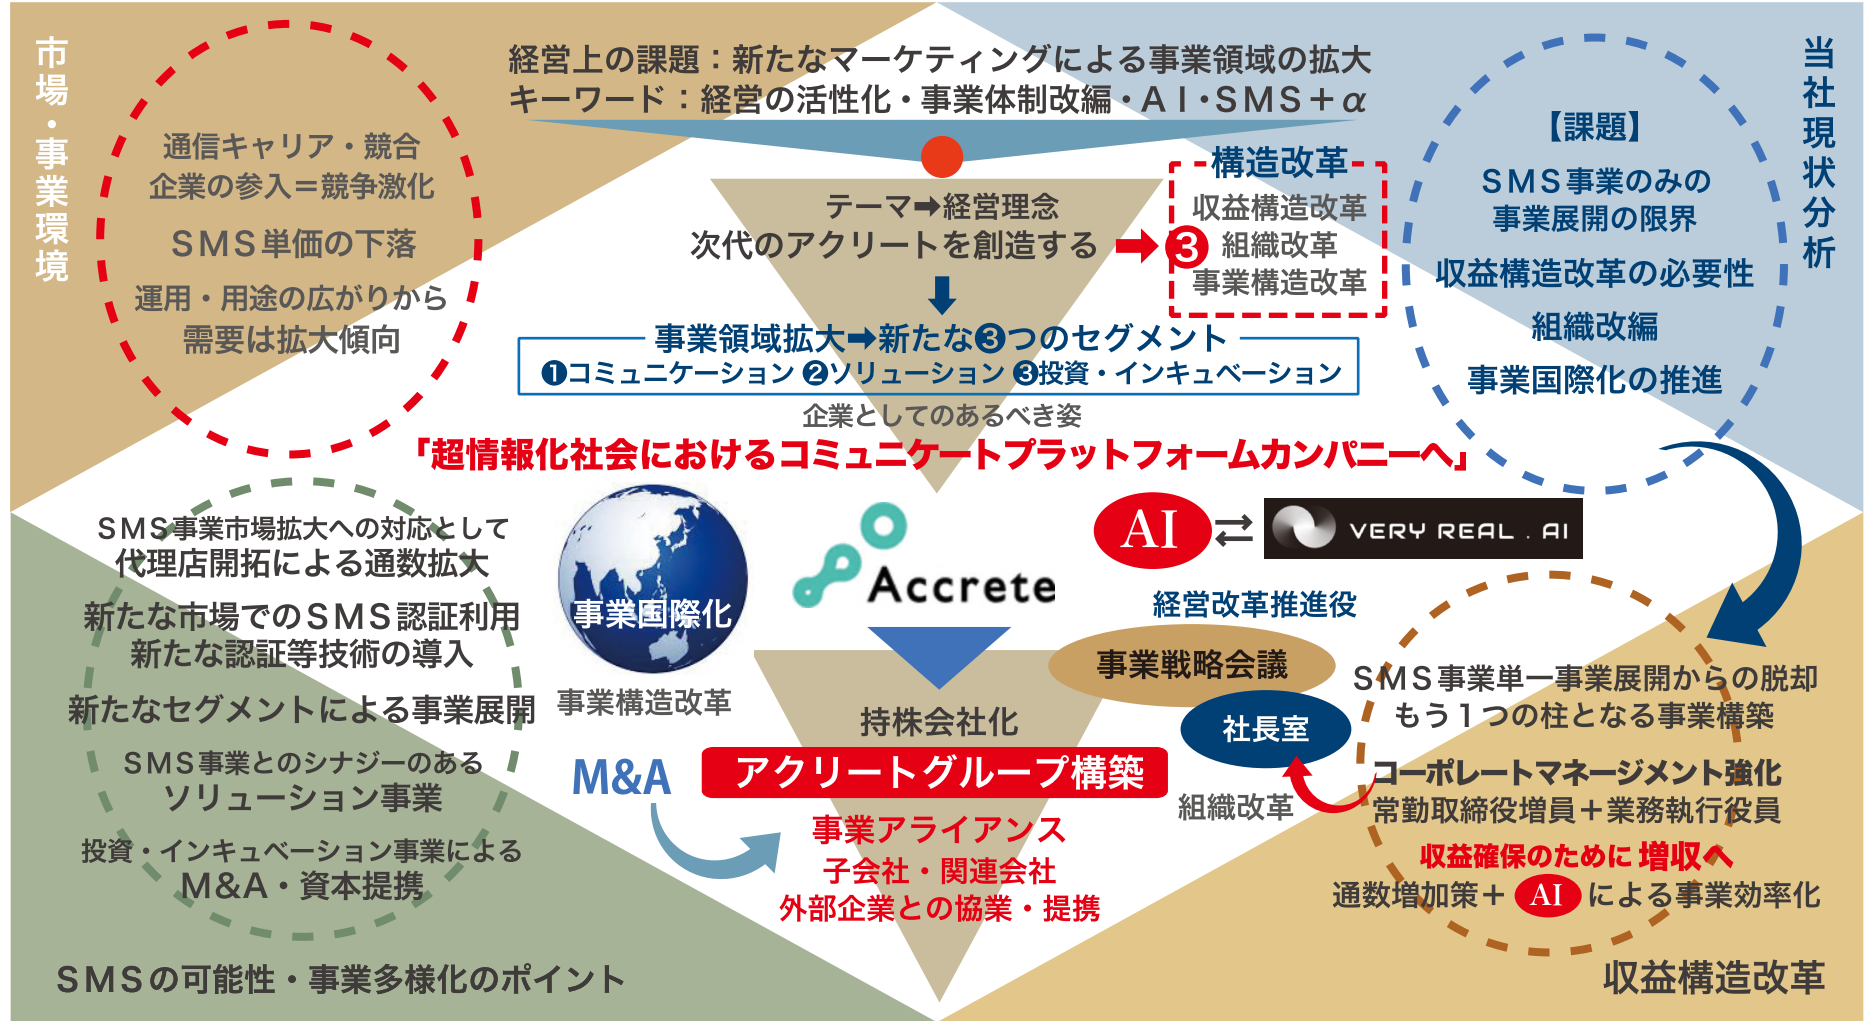 市場・事業環境
通信キャリア・競合
企業の参入＝競争激化
ＳＭＳ単価の下落
運用・用途の広がりから
需要は拡大傾向
経営上の課題：新たなマーケティングによる事業領域の拡大
キーワード：経営の活性化・事業体制改編・ＡＩ・ＳＭＳ＋α
テーマ➡経営理念
次代のアクリートを創造する
➡❸
構造改革
収益構造改革
組織改革
事業構造改革
事業領域拡大➡新たな❸つのセグメント
❶コミュニケーション ❷ソリューション ❸投資・インキュベーション
企業としてのあるべき姿
「超情報化社会におけるコミュニケートプラットフォームカンパニーへ」
当社現状分析
【課題】
ＳＭＳ事業のみの
事業展開の限界
収益構造改革の必要性
組織改編
事業国際化の推進
ＳＭＳ事業市場拡大への対応として
代理店開拓による通数拡大
新たな市場でのＳＭＳ認証利用
新たな認証等技術の導入
新たなセグメントによる事業展開
ＳＭＳ事業とのシナジーのある
ソリューション事業
投資・インキュベーション事業による
Ｍ&Ａ・資本提携
ＳＭＳの可能性・事業多様化のポイント
事業国際化
事業構造改革
M&A
Accrete
持株会社化
アクリートグループ構築
事業アライアンス
子会社・関連会社
外部企業との協業・提携
AI
VERY REAL . AI
経営改革推進役
事業戦略会議
社長室
組織改革
ＳＭＳ事業単一事業展開からの脱却
もう１つの柱となる事業構築
コーポレートマネージメント強化
常勤取締役増員＋業務執行役員
収益確保のために 増収へ
通数増加策＋ AI による事業効率化
収益構造改革